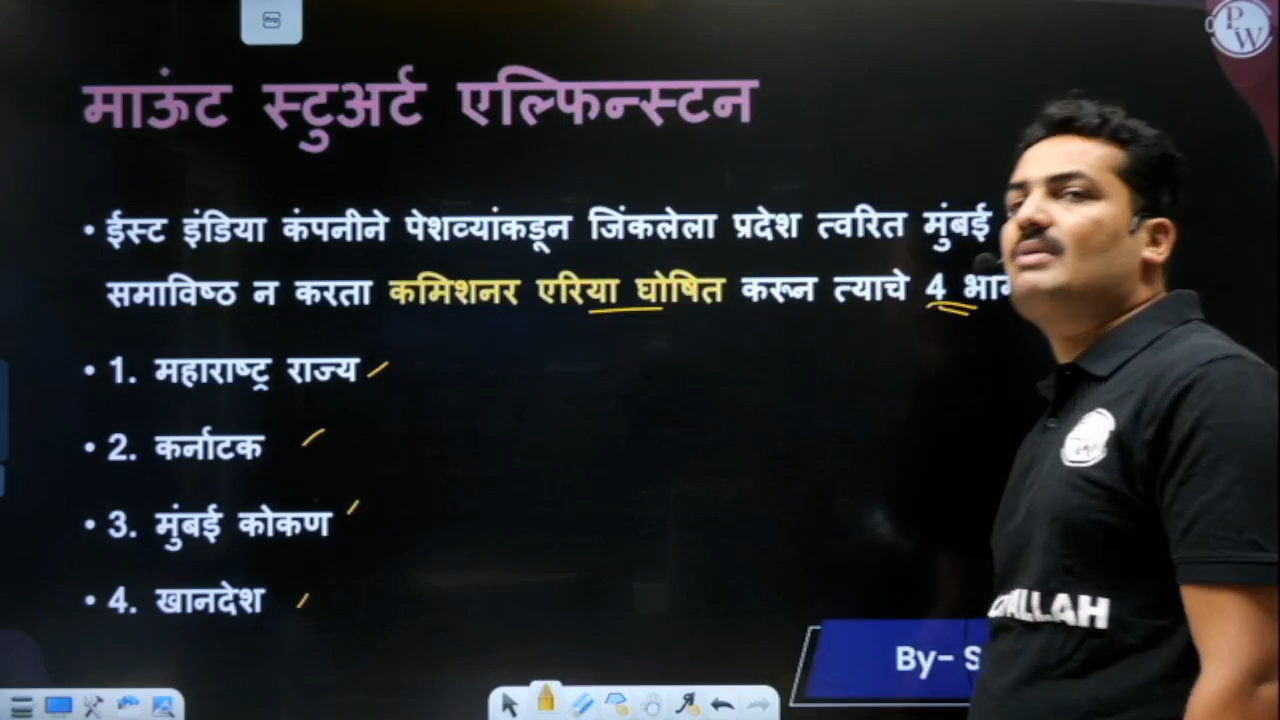 PW
माऊंट स्टुअर्ट एल्फिन्स्टन
• ईस्ट इंडिया कंपनीने पेशव्यांकडून जिंकलेला प्रदेश त्वरित मुंबई
समाविष्ठ न करता कमिशनर एरिया घोषित करून त्याचे 4
• 1. महाराष्ट्र राज्य
• 2. कर्नाटक
• 3. मुंबई कोकण
• 4. खानदेश
By-